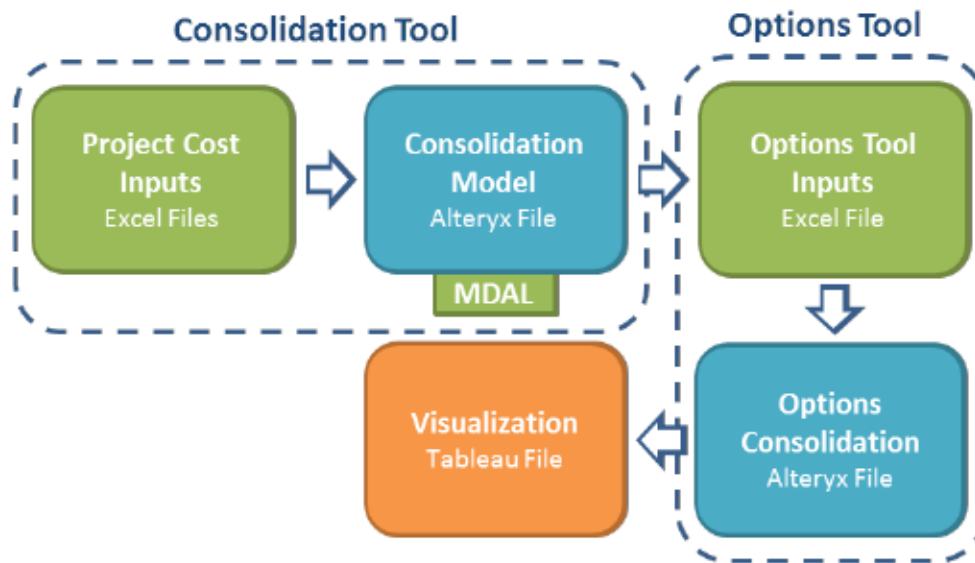 Consolidation Tool
Options Tool
Project Cost
Inputs
Excel Files
Consolidation
Model
Alteryx File
MDAL
Options Tool
Inputs
Excel File
Visualization
Tableau File
Options
Consolidation
Alteryx File